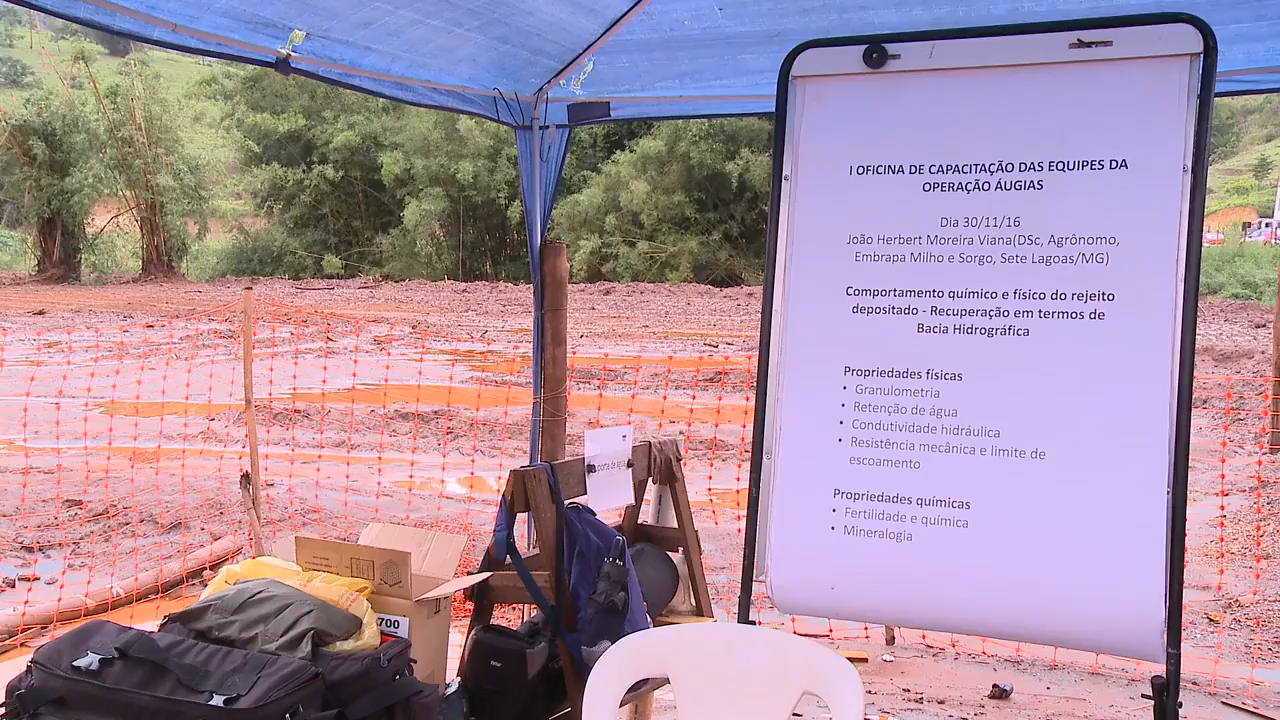 I OFICINA DE CAPACITAÇÃO DAS EQUIPES DA
OPERAÇÃO ÁUGIAS
Dia 30/11/16
João Herbert Moreira Viana(DSc, Agrônomo,
Embrapa Milho e Sorgo, Sete Lagoas/MG)
Comportamento químico e físico do rejeito
depositado - Recuperação em termos de
Bacia Hidrográfica
Propriedades físicas
• Granulometria
• Retenção de água
• Condutividade hidráulica
• Resistência mecânica e limite de
escoamento
Propriedades químicas
• Fertilidade e química
• Mineralogia
de água
700